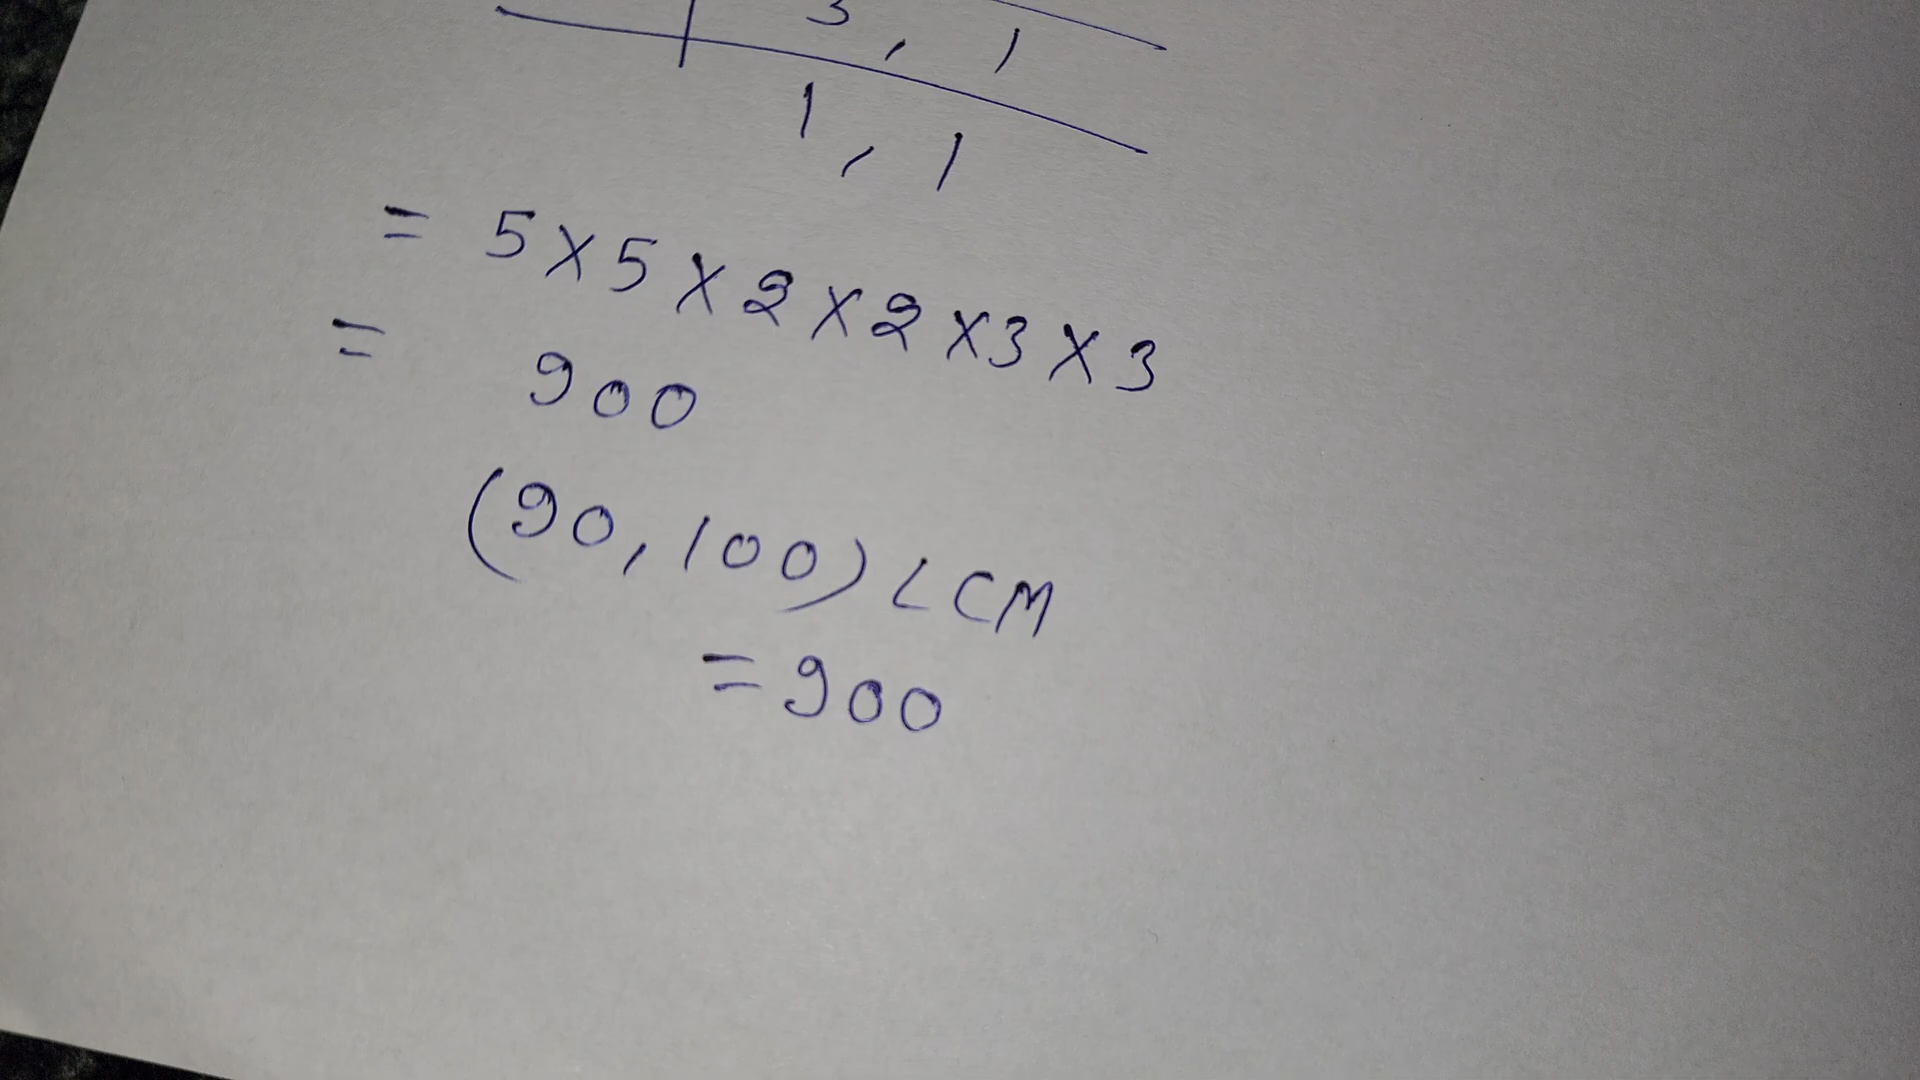 3, 1
1, 1
= 5 X 5 X 2 X 2 X 3 X 3
= 900
(90, 100) LCM
= 900